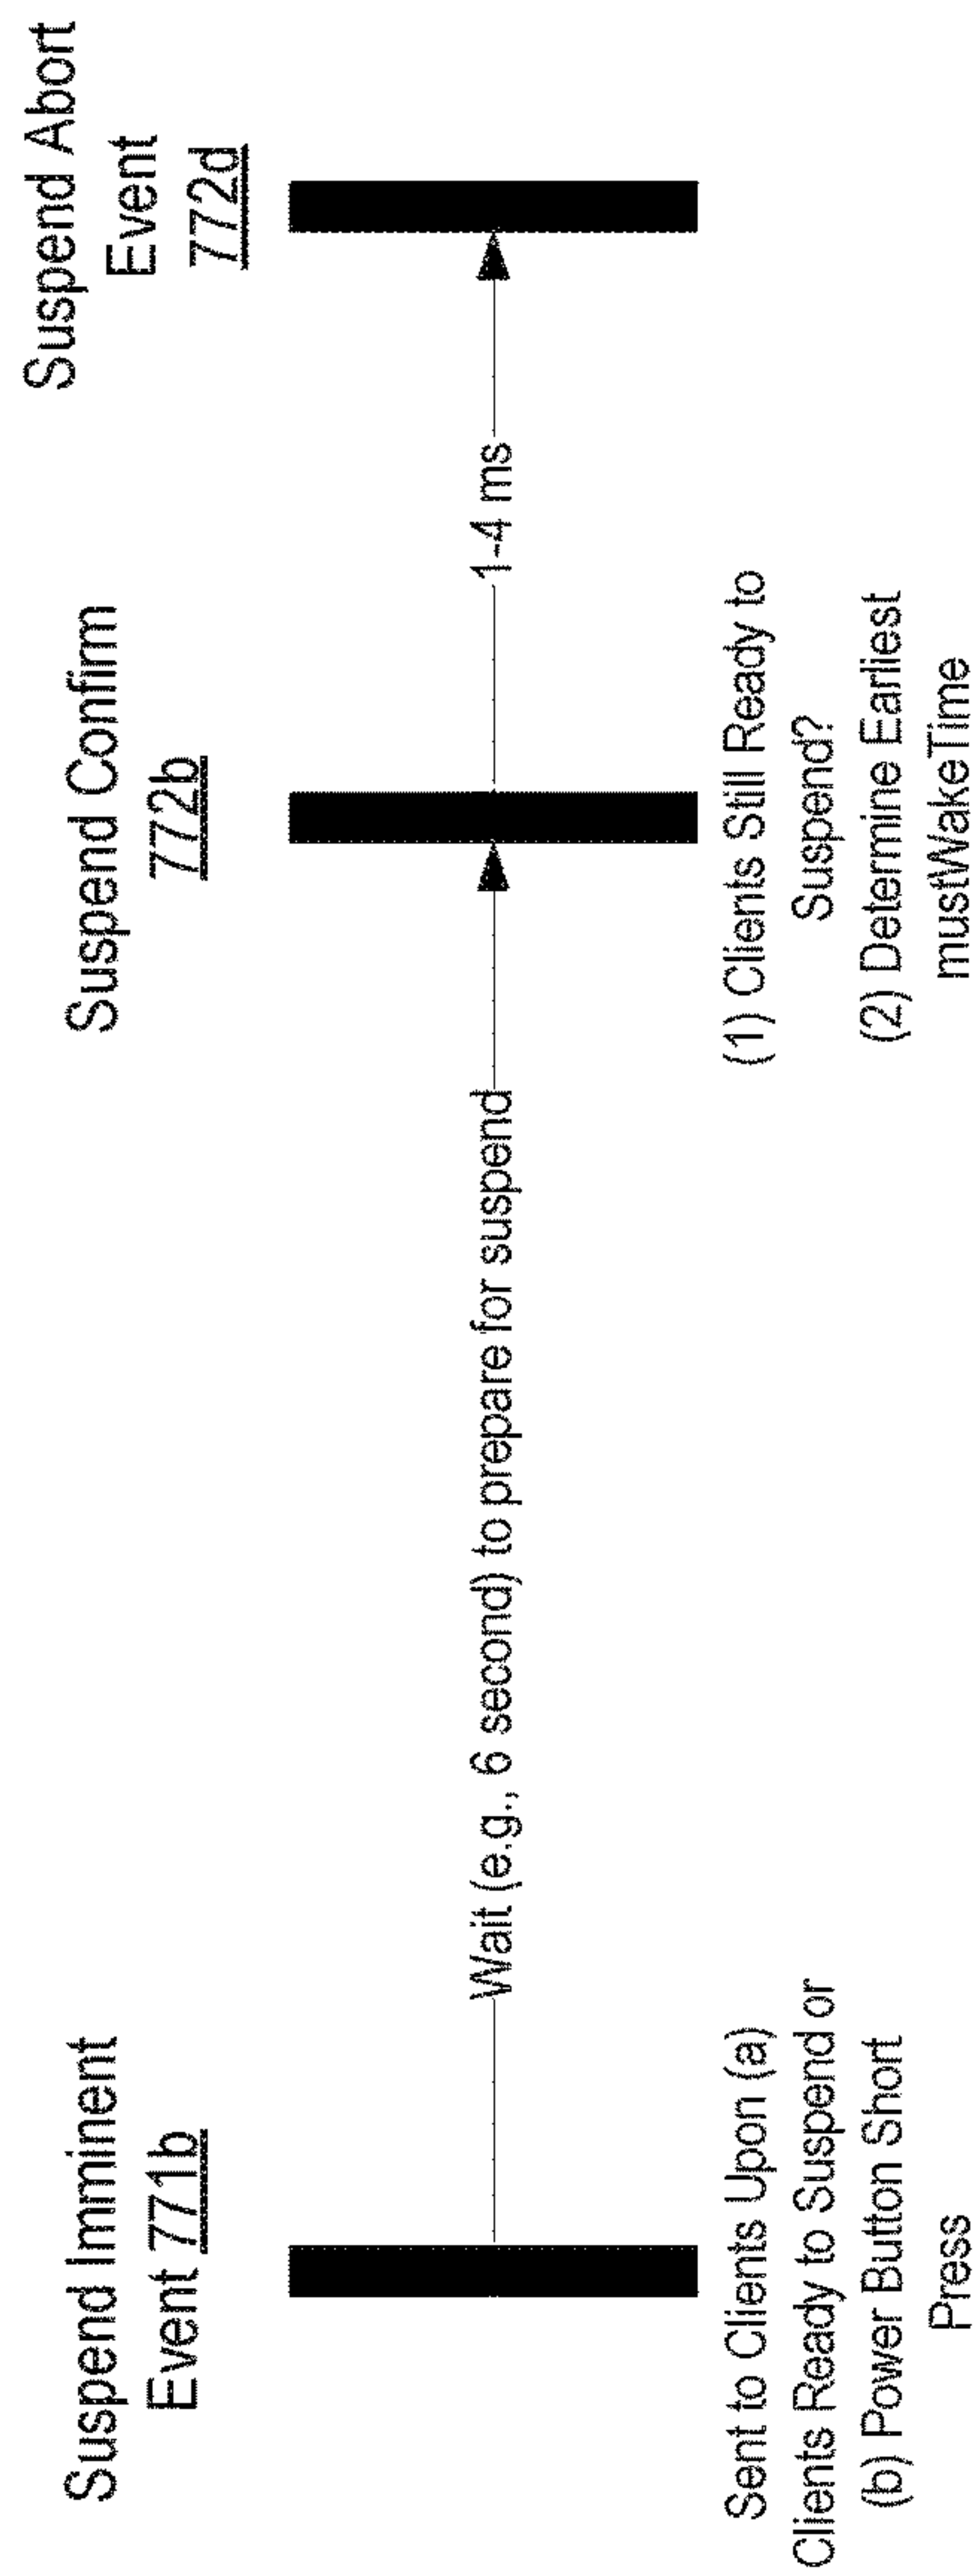 Suspend Imminent
Event 771b
Suspend Confirm
772b
Suspend Abort
Event
772d
Wait (e.g., 6 second) to prepare for suspend
1-4 ms
Sent to Clients Upon (a)
Clients Ready to Suspend or
(b) Power Button Short
Press
(1) Clients Still Ready to
Suspend?
(2) Determine Earliest
mustWakeTime